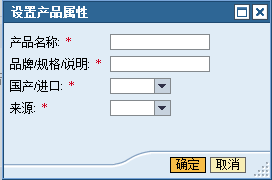 设置产品属性
产品名称: *
品牌/规格/说明: *
国产/进口: *
来源: *
确定 取消